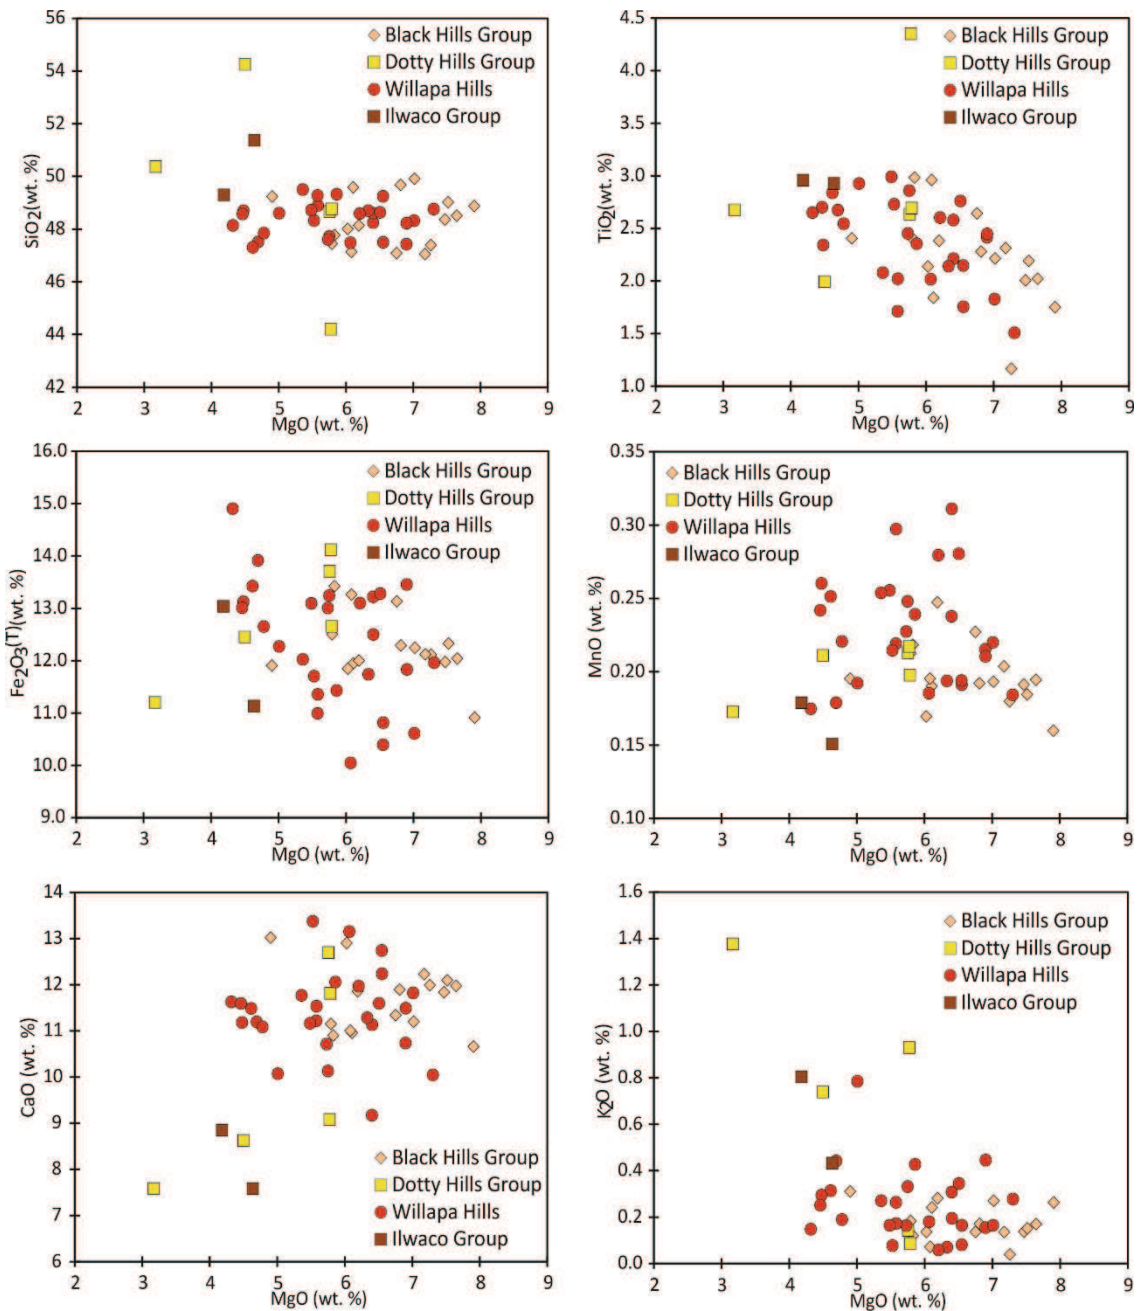 56
54
52
50
48
46
44
42
SiO2(wt. %)
2 3 4 5 6 7 8 9
MgO (wt. %)
Black Hills Group
Dotty Hills Group
Willapa Hills
Ilwaco Group
4.5
4.0
3.5
3.0
2.5
2.0
1.5
1.0
TiO2(wt. %)
2 3 4 5 6 7 8 9
MgO (wt. %)
Black Hills Group
Dotty Hills Group
Willapa Hills
Ilwaco Group
16.0
15.0
14.0
13.0
12.0
11.0
10.0
9.0
Fe2O3(T)(wt. %)
2 3 4 5 6 7 8 9
MgO (wt. %)
Black Hills Group
Dotty Hills Group
Willapa Hills
Ilwaco Group
0.35
0.30
0.25
0.20
0.15
0.10
MnO (wt. %)
2 3 4 5 6 7 8 9
MgO (wt. %)
Black Hills Group
Dotty Hills Group
Willapa Hills
Ilwaco Group
14
13
12
11
10
9
8
7
6
CaO (wt. %)
2 3 4 5 6 7 8 9
MgO (wt. %)
Black Hills Group
Dotty Hills Group
Willapa Hills
Ilwaco Group
1.6
1.4
1.2
1.0
0.8
0.6
0.4
0.2
0.0
K2O (wt. %)
2 3 4 5 6 7 8 9
MgO (wt. %)
Black Hills Group
Dotty Hills Group
Willapa Hills
Ilwaco Group